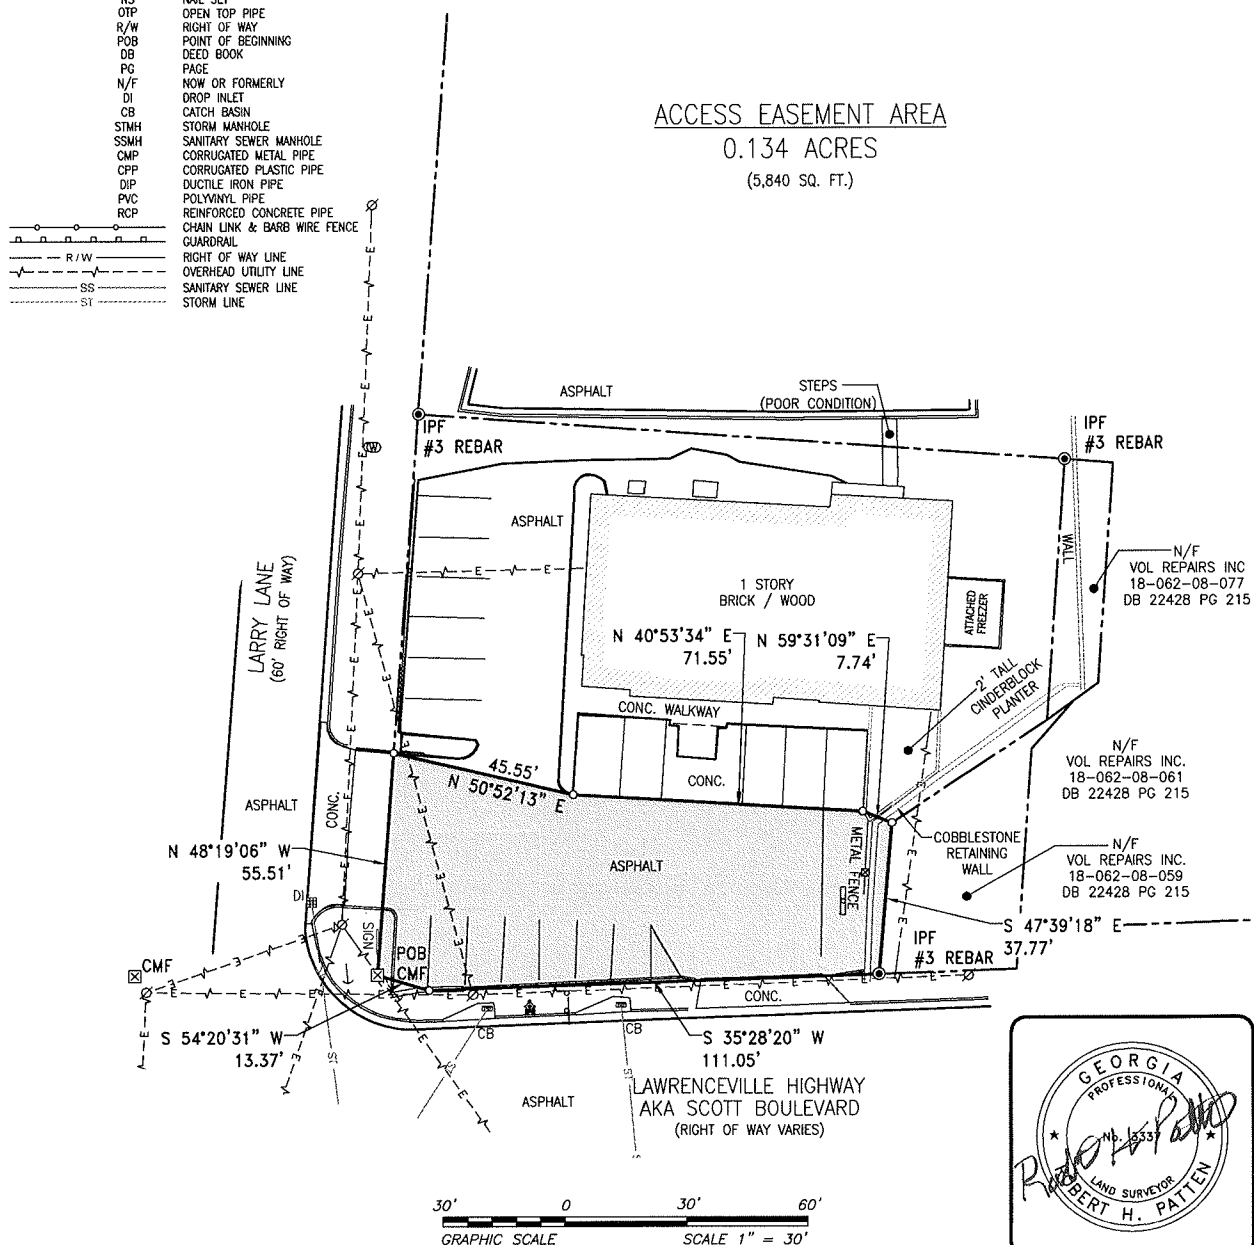 OTP OPEN TOP PIPE
R/W RIGHT OF WAY
POB POINT OF BEGINNING
DB DEED BOOK
PG PAGE
N/F NOW OR FORMERLY
DI DROP INLET
CB CATCH BASIN
STMH STORM MANHOLE
SSMH SANITARY SEWER MANHOLE
CMP CORRUGATED METAL PIPE
CPP CORRUGATED PLASTIC PIPE
DIP DUCTILE IRON PIPE
PVC POLYVINYL PIPE
RCP REINFORCED CONCRETE PIPE
CHAIN LINK & BARB WIRE FENCE
GUARDRAIL
R/W RIGHT OF WAY LINE
OVERHEAD UTILITY LINE
SS SANITARY SEWER LINE
ST STORM LINE
ACCESS EASEMENT AREA
0.134 ACRES
(5,840 SQ. FT.)
ASPHALT
STEPS
(POOR CONDITION)
IPF
#3 REBAR
IPF
#3 REBAR
ASPHALT
WALL
N/F
VOL REPAIRS INC
18-062-08-077
DB 22428 PG 215
1 STORY
BRICK / WOOD
ATTACHED
FREEZER
LARRY LANE
(60' RIGHT OF WAY)
N 40°53'34" E
71.55'
N 59°31'09" E
7.74'
2' TALL
CINDERBLOCK
PLANTER
CONC. WALKWAY
CONC.
45.55'
N 50°52'13" E
N/F
VOL REPAIRS INC.
18-062-08-061
DB 22428 PG 215
ASPHALT
CONC.
N 48°19'06" W
55.51'
ASPHALT
METAL FENCE
COBBLESTONE
RETAINING
WALL
N/F
VOL REPAIRS INC.
18-062-08-059
DB 22428 PG 215
DI
SIGN
POB
CMF
CMF
S 47°39'18" E
37.77'
IPF
#3 REBAR
CONC.
S 54°20'31" W
13.37'
CB
CB
S 35°28'20" W
111.05'
ST
ST
LAWRENCEVILLE HIGHWAY
AKA SCOTT BOULEVARD
(RIGHT OF WAY VARIES)
ASPHALT
GEORGIA
PROFESSIONAL
No. 3337
LAND SURVEYOR
ROBERT H. PATTEN
30' 0 30' 60'
GRAPHIC SCALE SCALE 1" = 30'